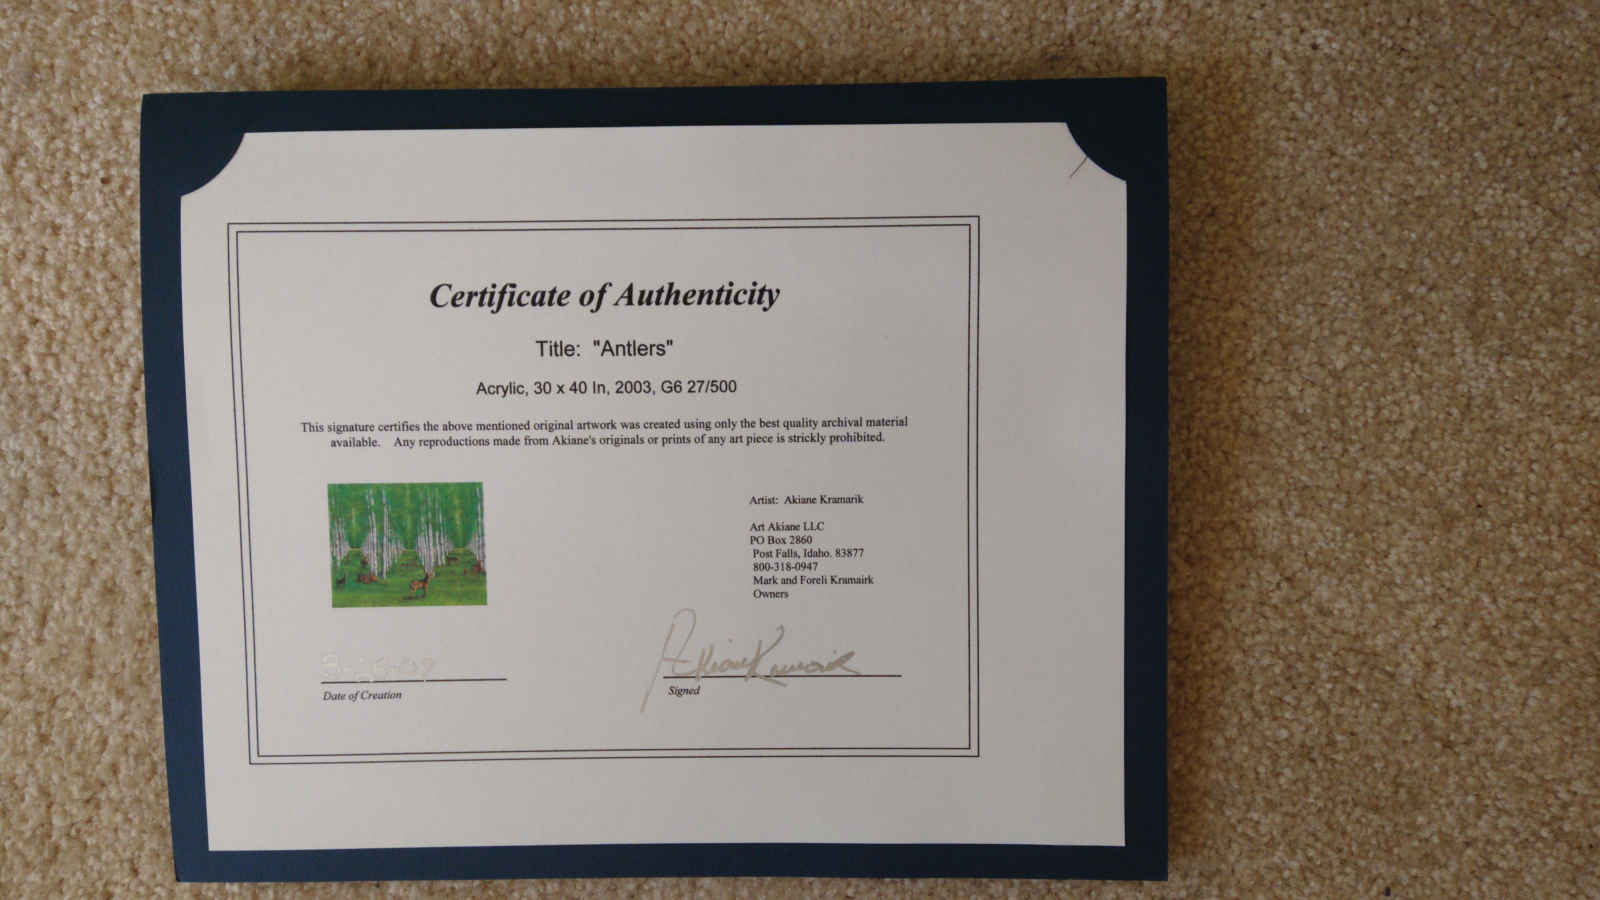 Certificate of Authenticity
Title: "Antlers"
Acrylic, 30 x 40 In, 2003, G6 27/500
This signature certifies the above mentioned original artwork was created using only the best quality archival material
available. Any reproductions made from Akiane's originals or prints of any art piece is strickly prohibited.
Artist: Akiane Kramarik
Art Akiane LLC
PO Box 2860
Post Falls, Idaho. 83877
800-318-0947
Mark and Foreli Kramairk
Owners
Akiane Kramarik
Date of Creation
Signed